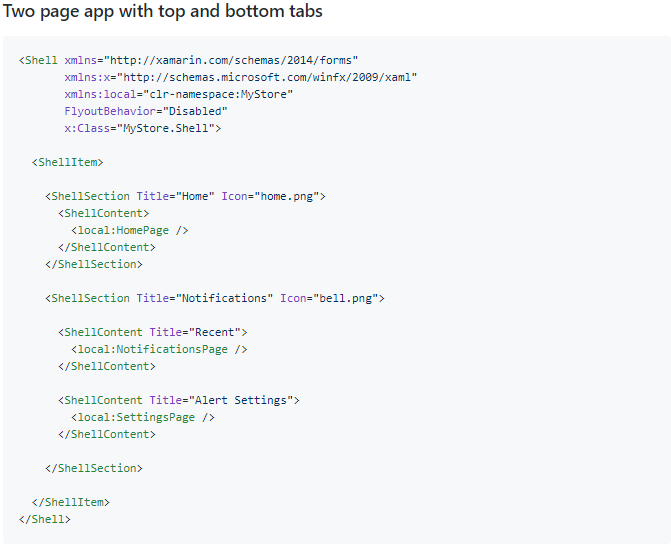 Two page app with top and bottom tabs
<Shell xmlns="http://xamarin.com/schemas/2014/forms"
xmlns:x="http://schemas.microsoft.com/winfx/2009/xaml"
xmlns:local="clr-namespace:MyStore"
FlyoutBehavior="Disabled"
x:Class="MyStore.Shell">
<ShellItem>
<ShellSection Title="Home" Icon="home.png">
<ShellContent>
<local:HomePage />
</ShellContent>
</ShellSection>
<ShellSection Title="Notifications" Icon="bell.png">
<ShellContent Title="Recent">
<local:NotificationsPage />
</ShellContent>
<ShellContent Title="Alert Settings">
<local:SettingsPage />
</ShellContent>
</ShellSection>
</ShellItem>
</Shell>